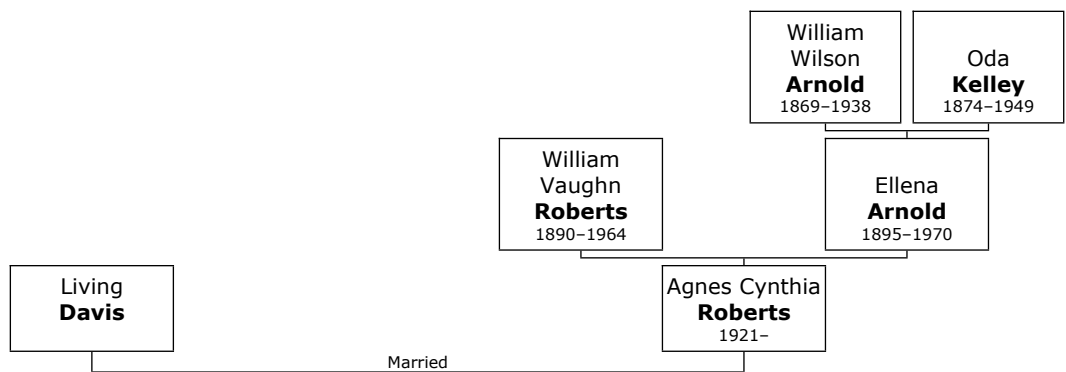 William
Wilson
Arnold
1869–1938
Oda
Kelley
1874–1949
William
Vaughn
Roberts
1890–1964
Ellena
Arnold
1895–1970
Living
Davis
Agnes Cynthia
Roberts
1921–
Married